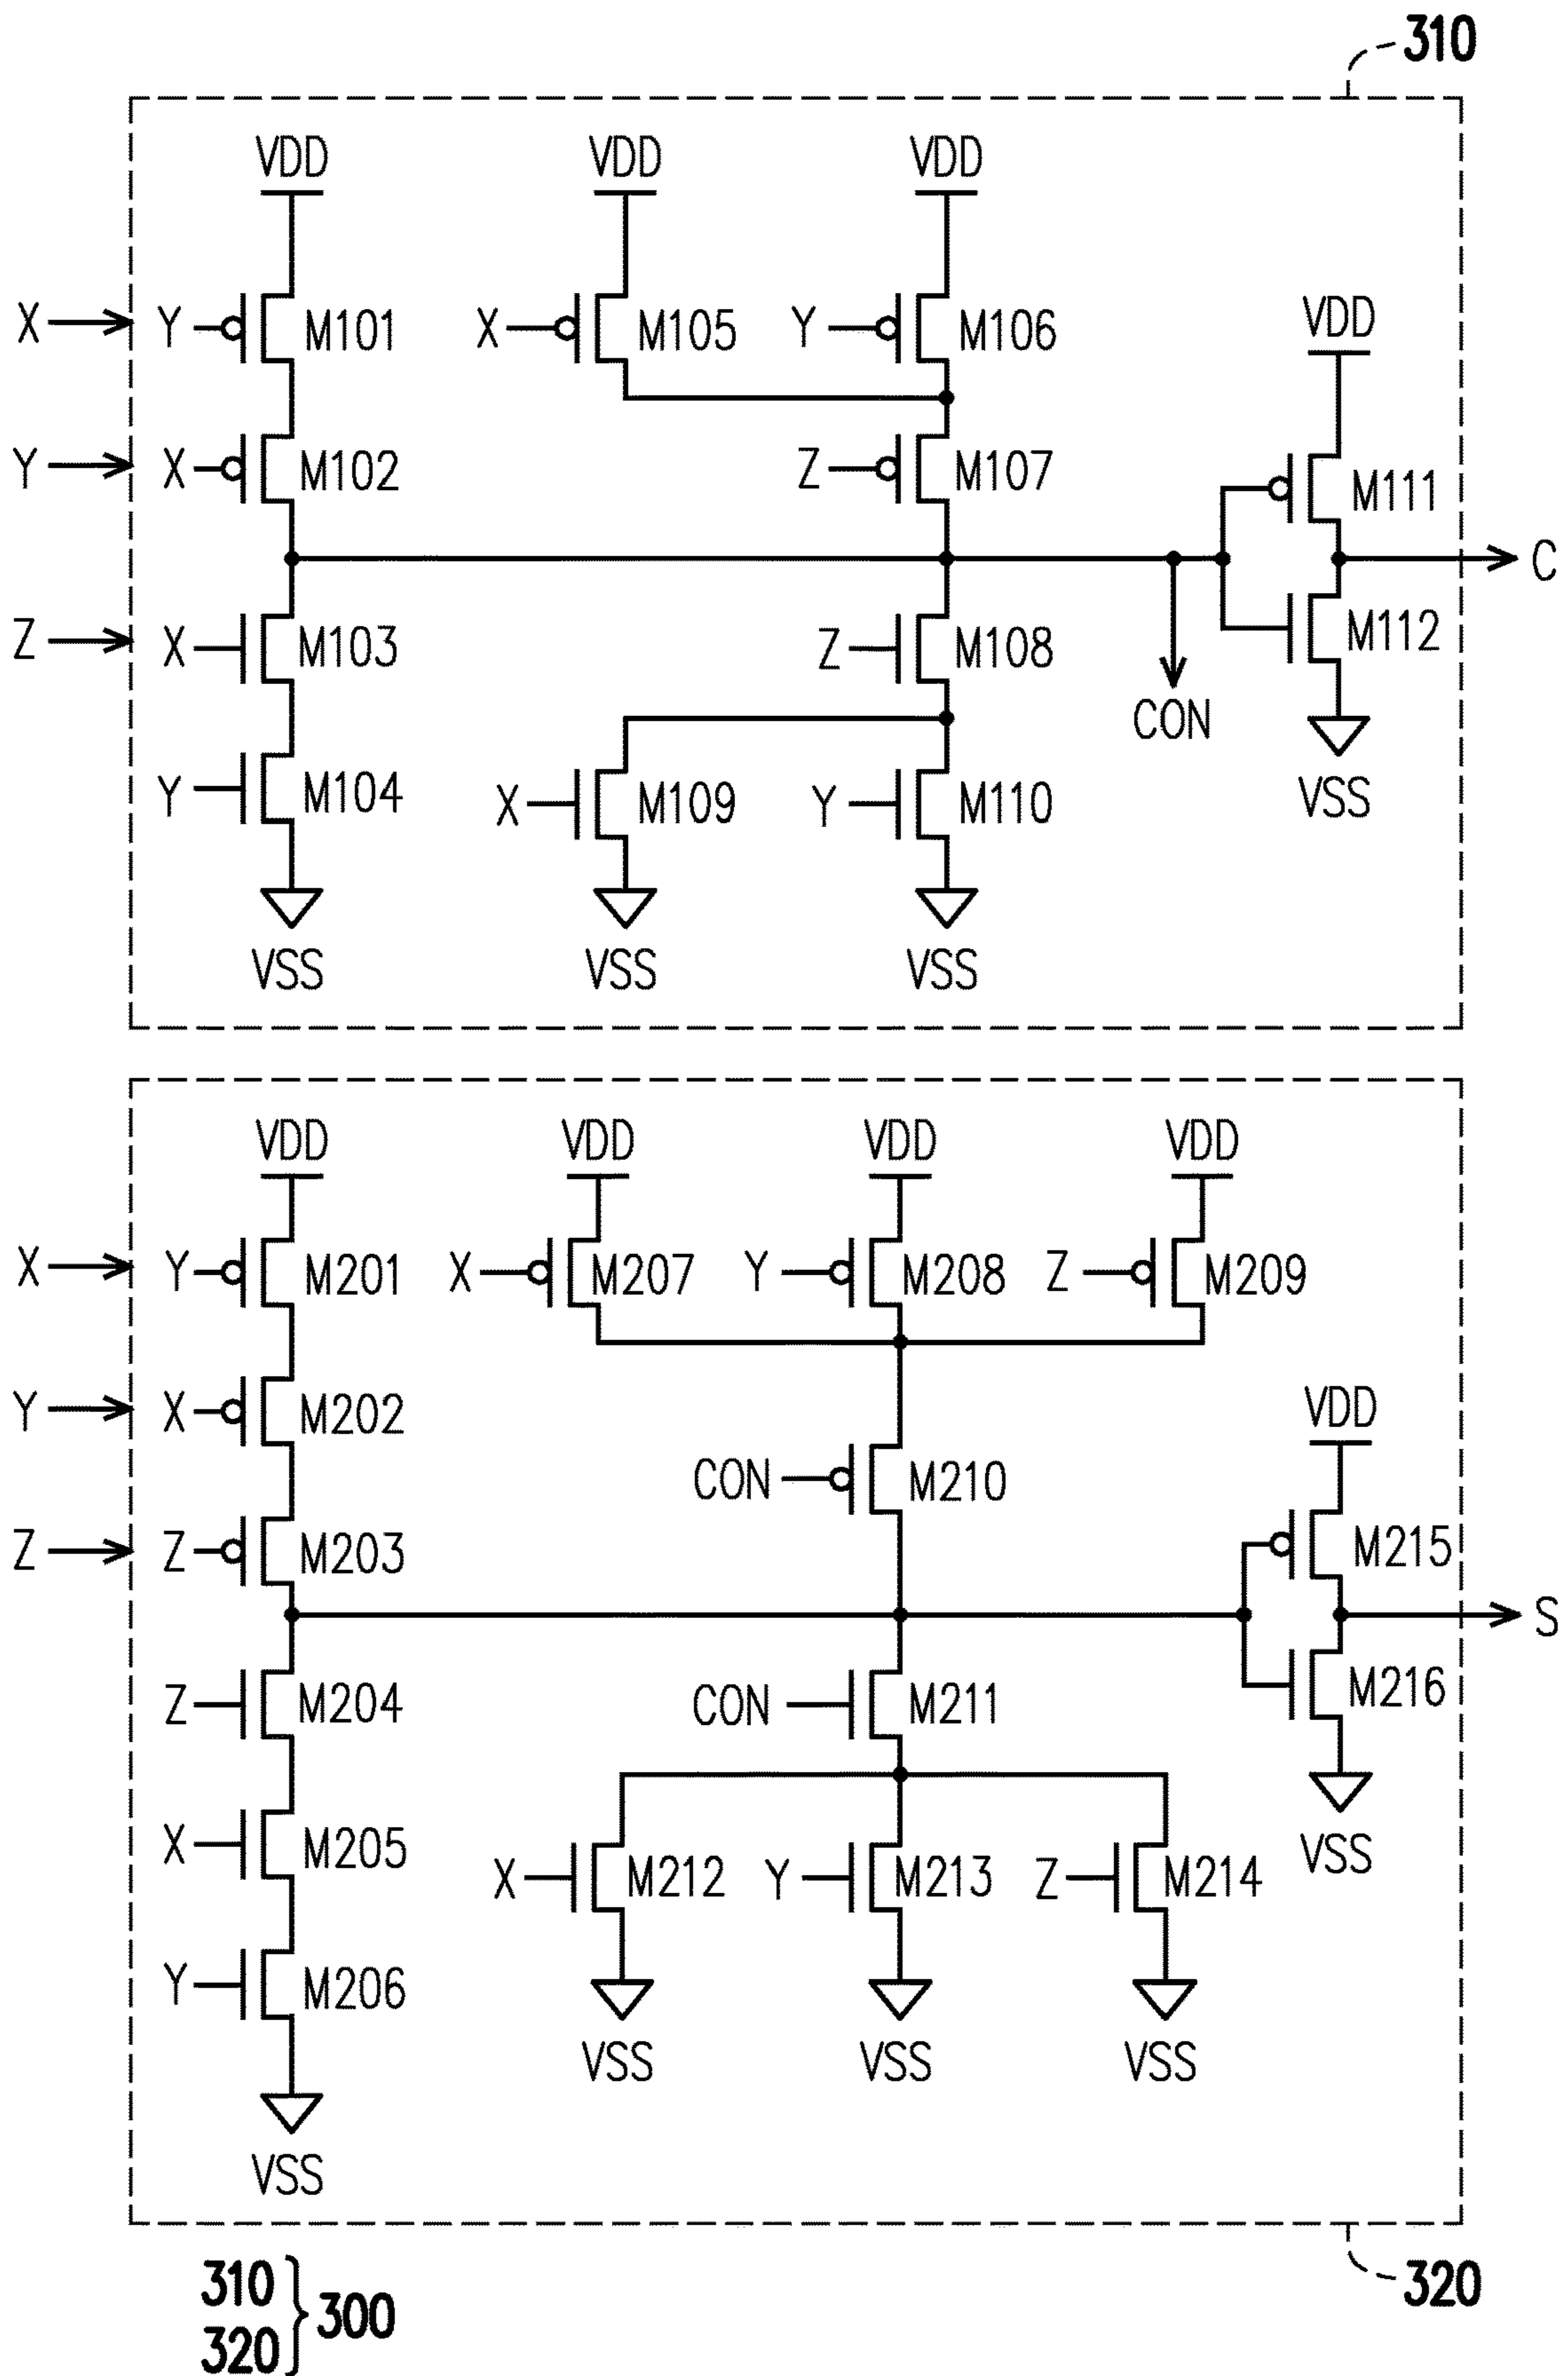 310
VDD VDD VDD
X Y M101 X M105 Y M106 VDD
Y X M102 Z M107 M111
C
Z X M103 Z M108 M112
CON
Y M104 X M109 Y M110 VSS
VSS VSS VSS
VDD VDD VDD VDD
X Y M201 X M207 Y M208 Z M209
Y X M202 VDD
CON M210
Z Z M203 M215
S
Z M204 CON M211 M216
X M205 X M212 Y M213 Z M214 VSS
Y M206
VSS VSS VSS
VSS
310
320
300
320